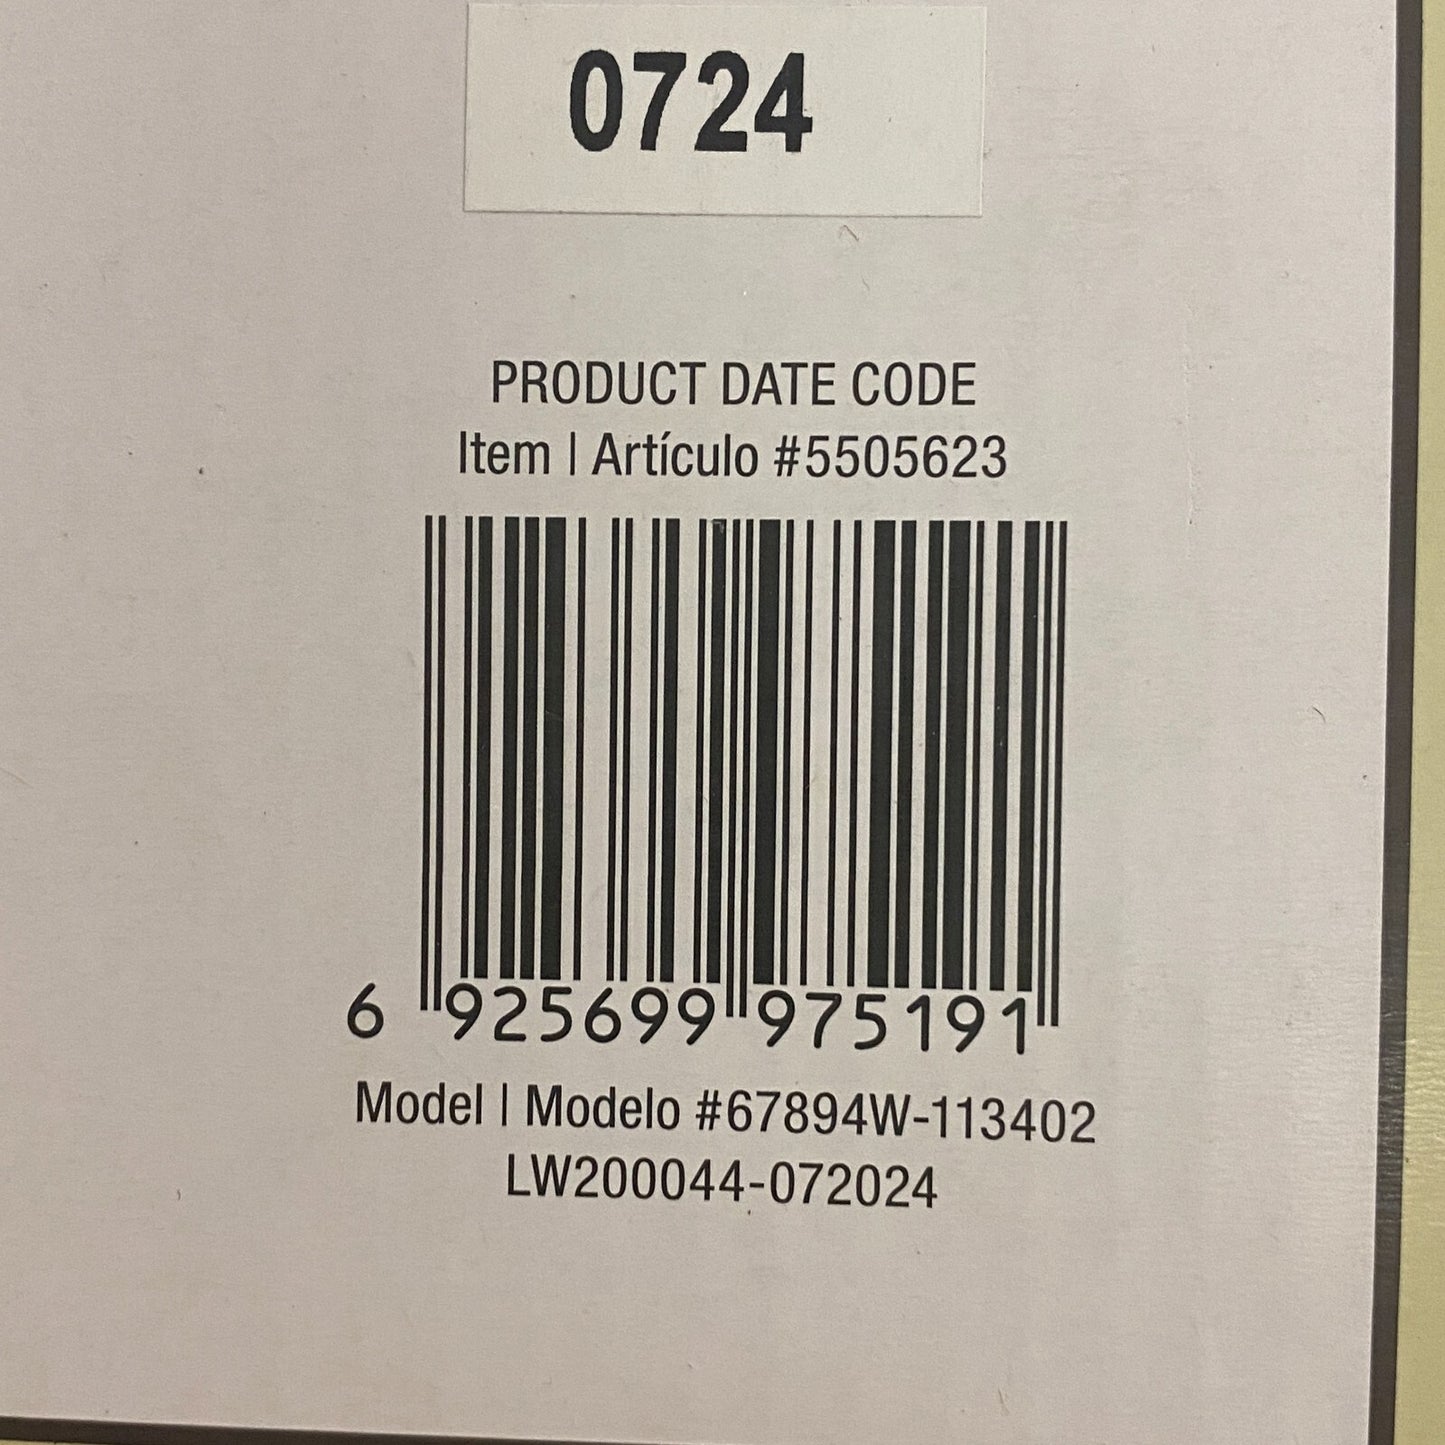 0724
PRODUCT DATE CODE
Item | Artículo #5505623
6 925699 975191
Model | Modelo #67894W-113402
LW200044-072024